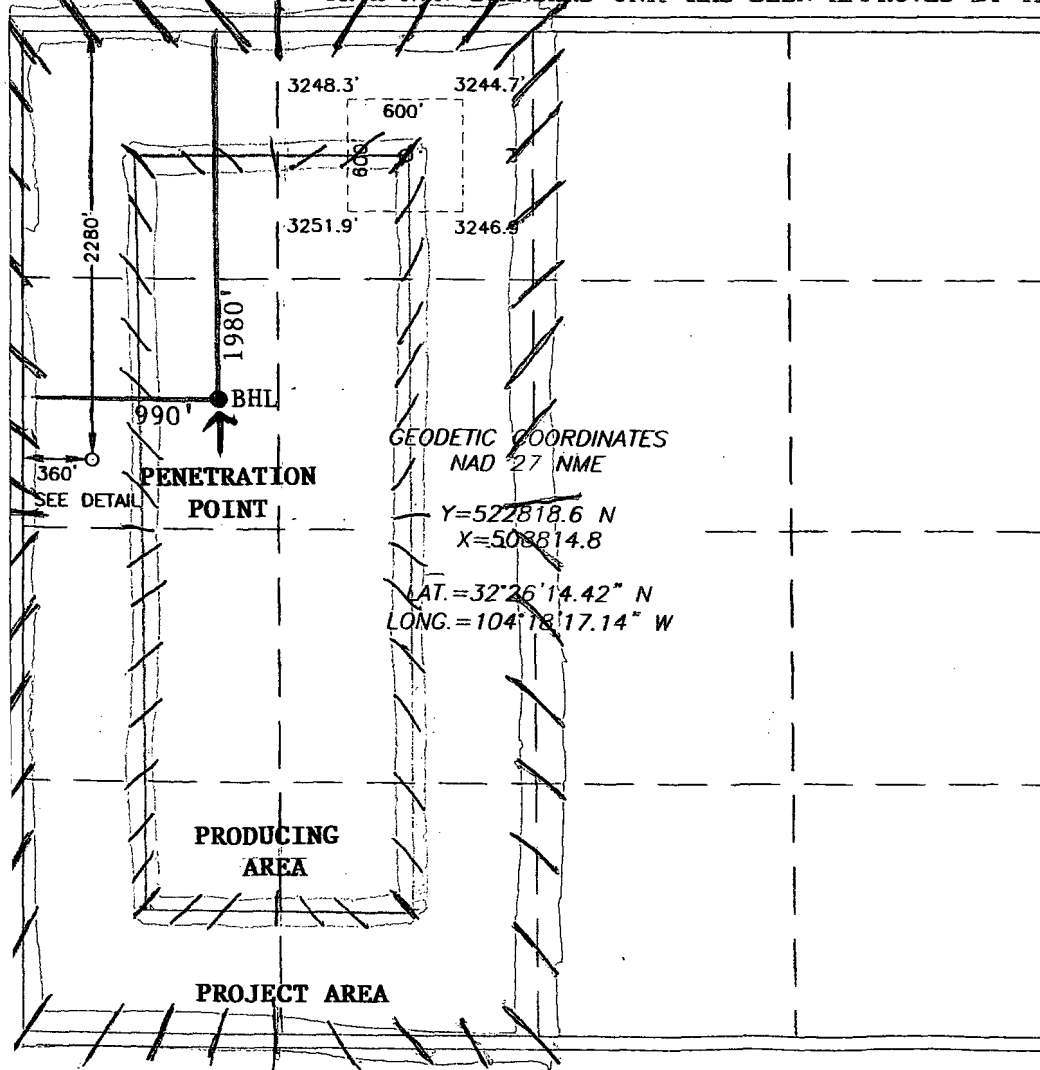 3248.3'
3244.7'
600'
600'
3251.9'
3246.9
2280'
1980'
990'
BHL
360'
SEE DETAIL
PENETRATION
POINT
GEODETIC COORDINATES
NAD 27 NME
Y=522818.6 N
X=508814.8
LAT.=32°26'14.42" N
LONG.=104°18'17.14" W
PRODUCING
AREA
PROJECT AREA